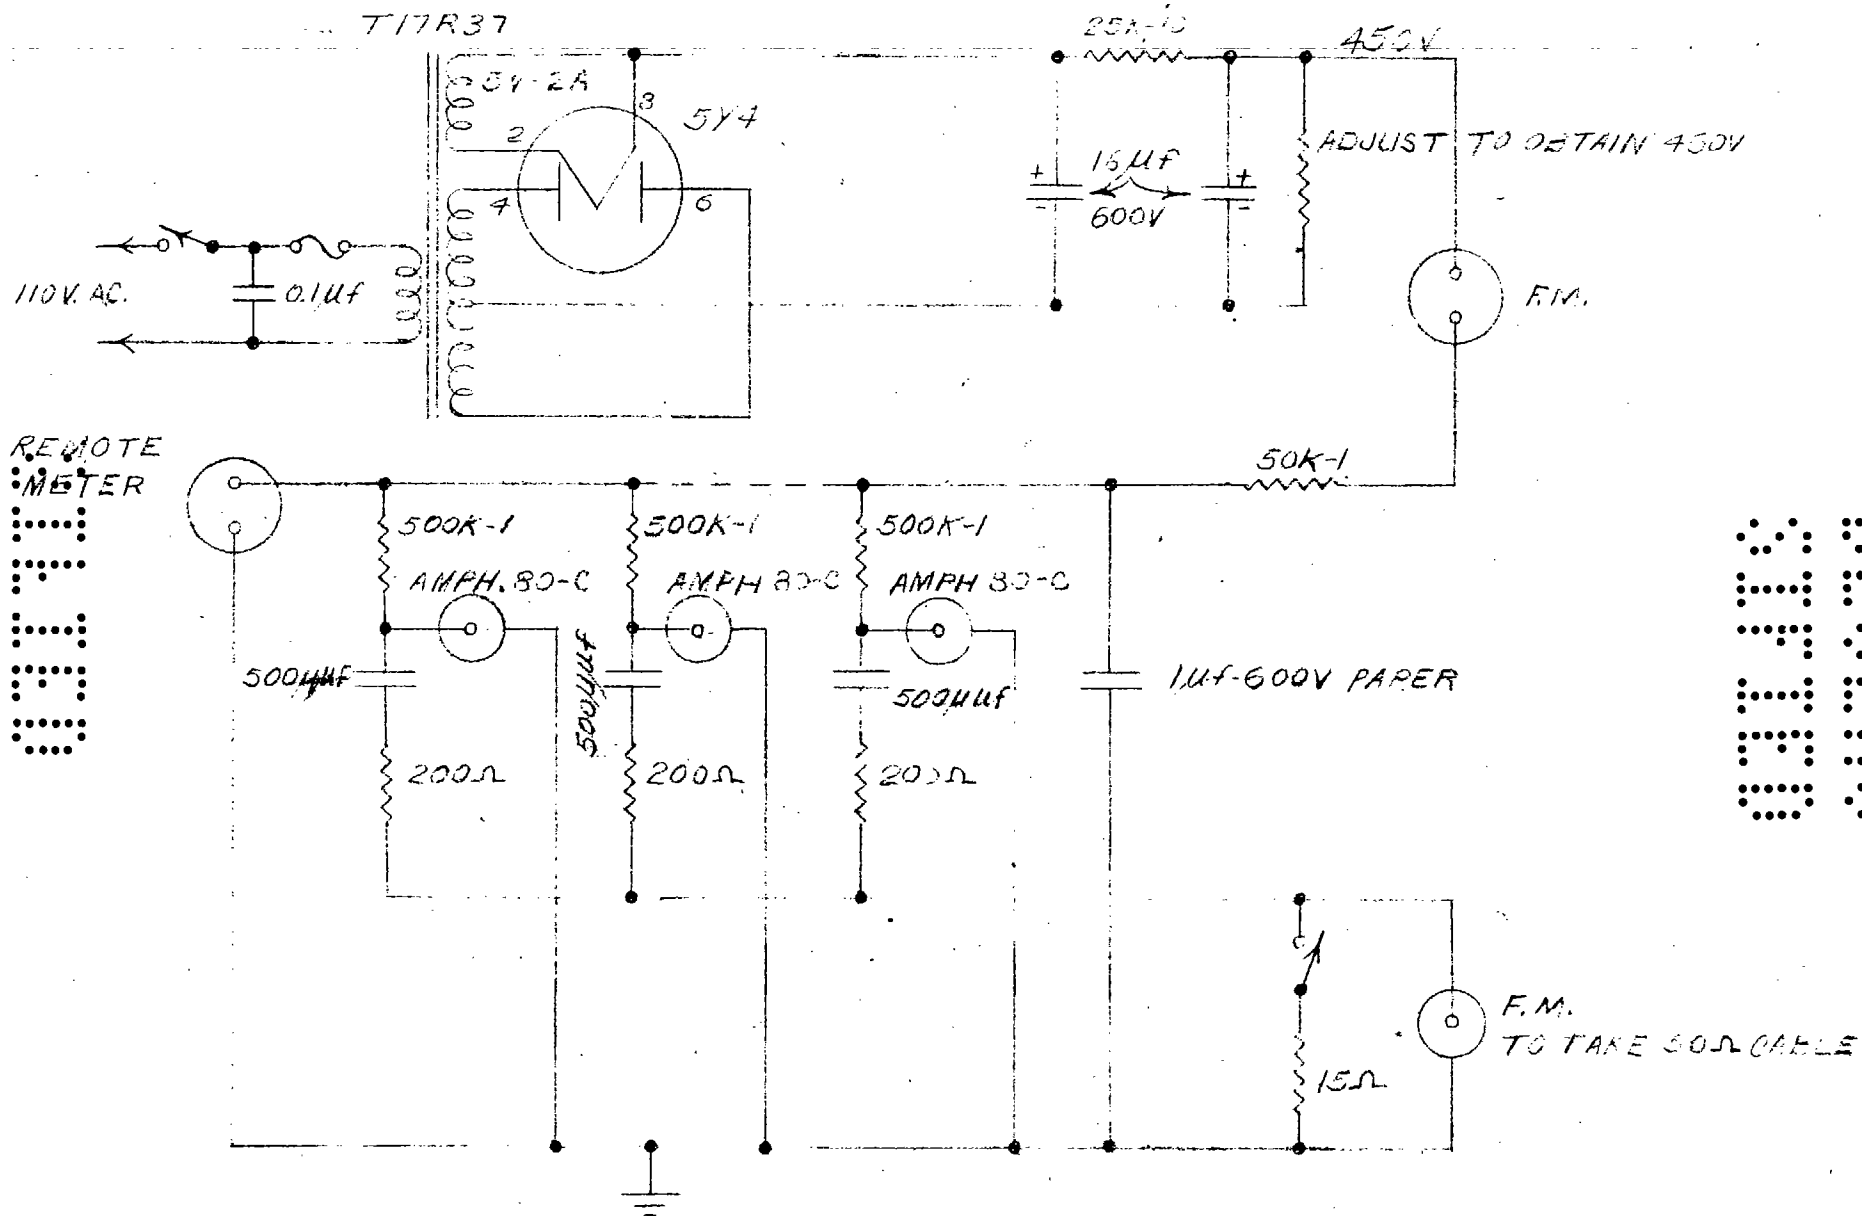 T17R37
5V-2A
2
8
5Y4
4
6
25K-10
450V
16μf
600V
+
-
+
-
ADJUST TO OBTAIN 450V
F.M.
110V. AC.
0.1μf
REMOTE
METER
50K-1
500K-1
500K-1
500K-1
AMPH. 80-C
AMPH 80-C
AMPH 80-C
500μμf
500μμf
500μμf
1μf-600V PAPER
200Ω
200Ω
200Ω
15Ω
F.M.
TO TAKE 50Ω CABLE